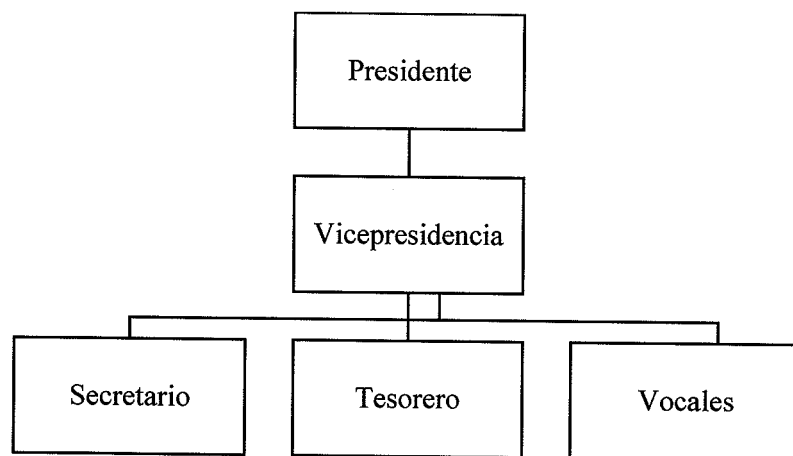 Presidente
Vicepresidencia
Secretario
Tesorero
Vocales